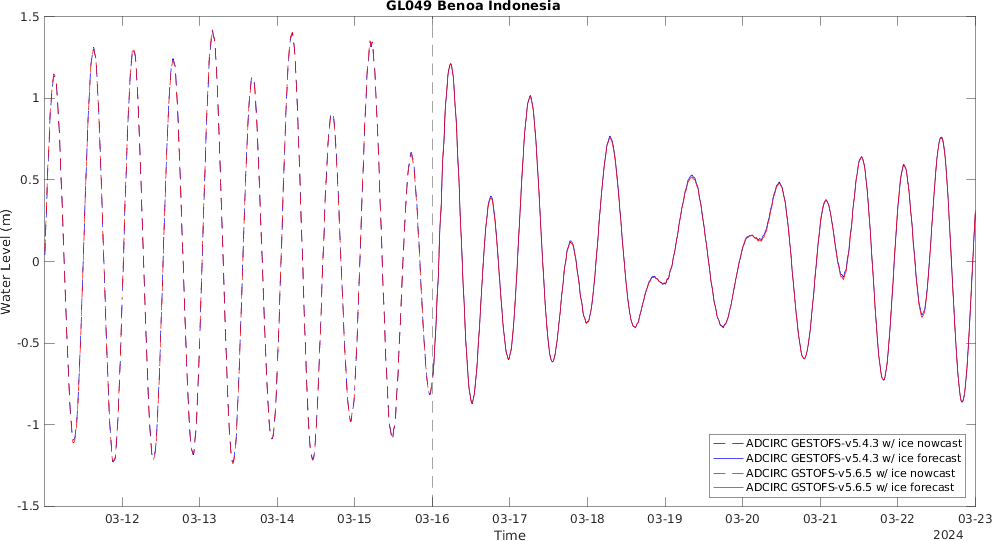 GL049 Benoa Indonesia
1.5
1
0.5
0
-0.5
-1
-1.5
Water Level (m)
ADCIRC GESTOFS-v5.4.3 w/ ice nowcast
ADCIRC GESTOFS-v5.4.3 w/ ice forecast
ADCIRC GSTOFS-v5.6.5 w/ ice nowcast
ADCIRC GSTOFS-v5.6.5 w/ ice forecast
03-12 03-13 03-14 03-15 03-16 03-17 03-18 03-19 03-20 03-21 03-22 03-23
Time
2024